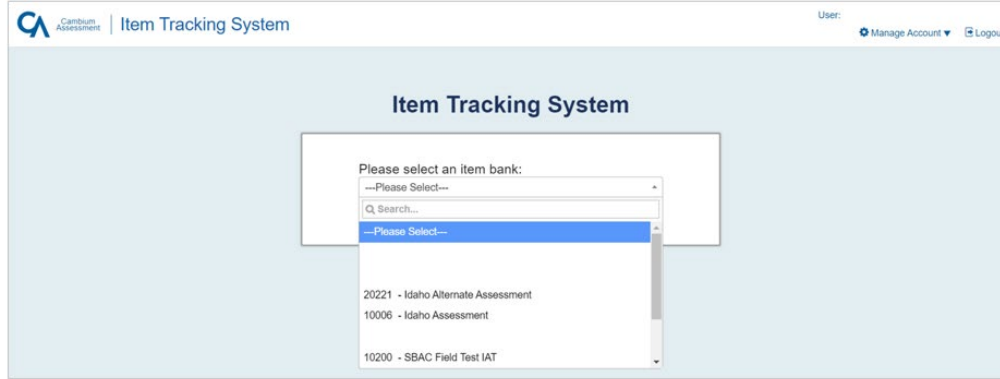 CA Cambium Assessment | Item Tracking System
User:
Manage Account ▼ Logou
Item Tracking System
Please select an item bank:
---Please Select---
Search...
---Please Select---
20221 - Idaho Alternate Assessment
10006 - Idaho Assessment
10200 - SBAC Field Test IAT